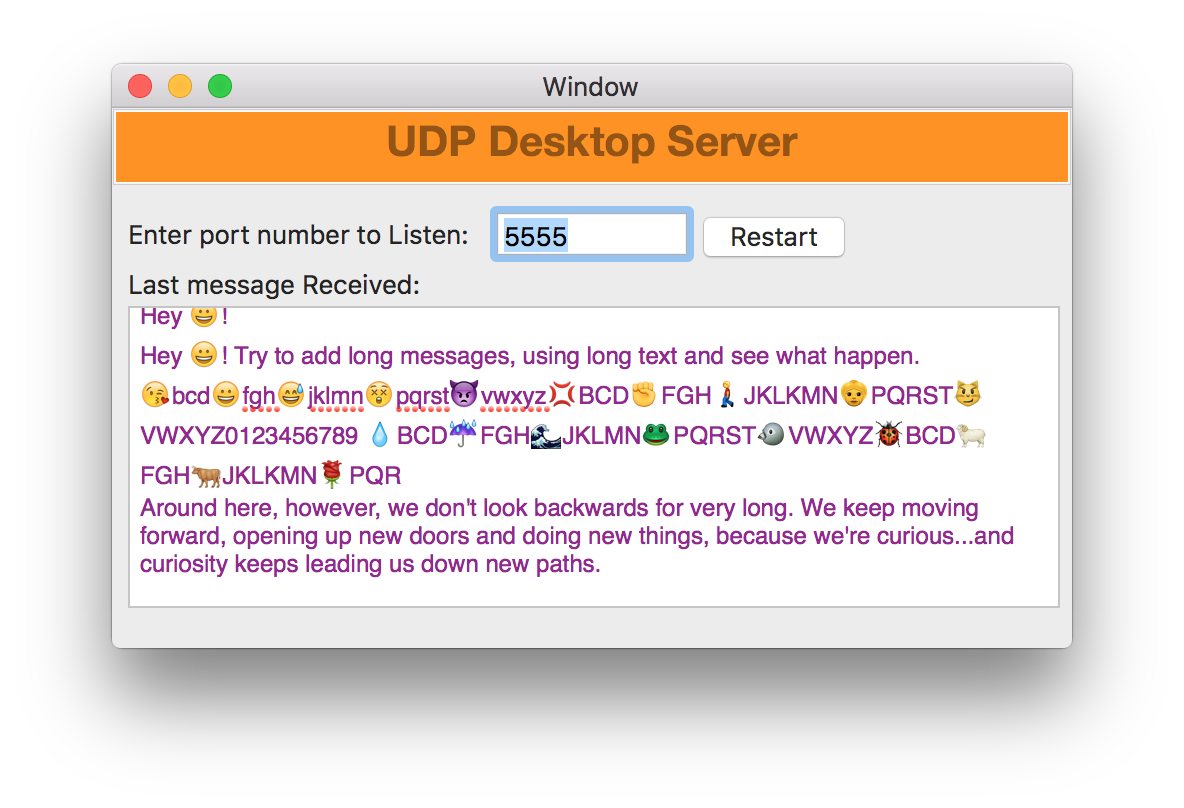 Window
UDP Desktop Server
Enter port number to Listen: 5555 Restart
Last message Received:
Hey 😀!
Hey 😀! Try to add long messages, using long text and see what happen.
😘bcd😀fgh😅jklmn😲pqrst👿vwxyz💢BCD✊FGH🚶JKLKMN👷PQRST😼
VWXYZ0123456789 💧BCD☔FGH🌊JKLMN🐸PQRST🐦VWXYZ🐞BCD🐑
FGH🐂JKLKMN🌹PQR
Around here, however, we don't look backwards for very long. We keep moving
forward, opening up new doors and doing new things, because we're curious...and
curiosity keeps leading us down new paths.